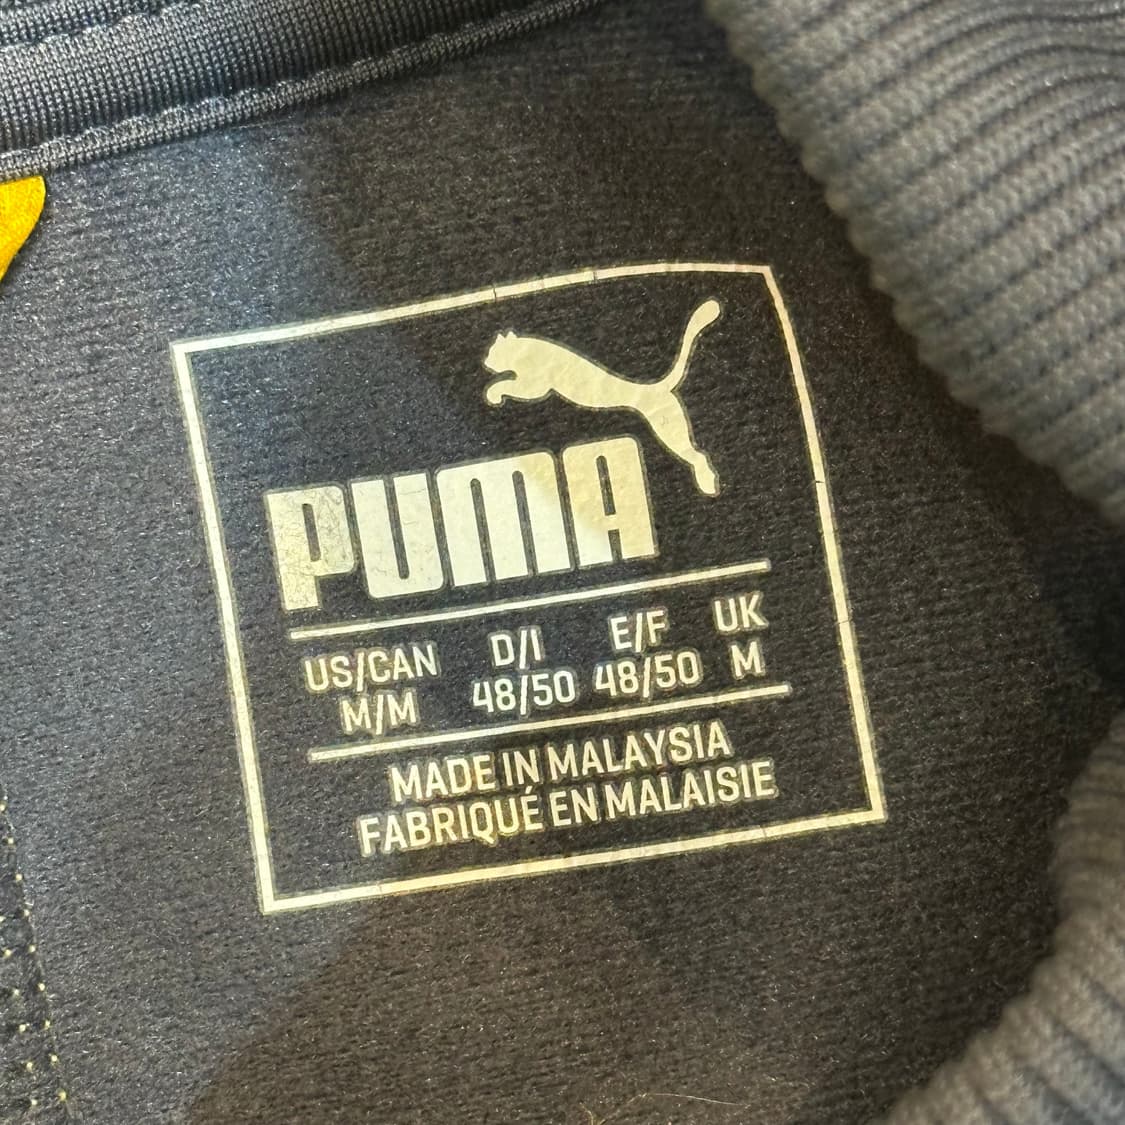 PUMA
US/CAN D/I E/F UK
M/M 48/50 48/50 M
MADE IN MALAYSIA
FABRIQUÉ EN MALAISIE